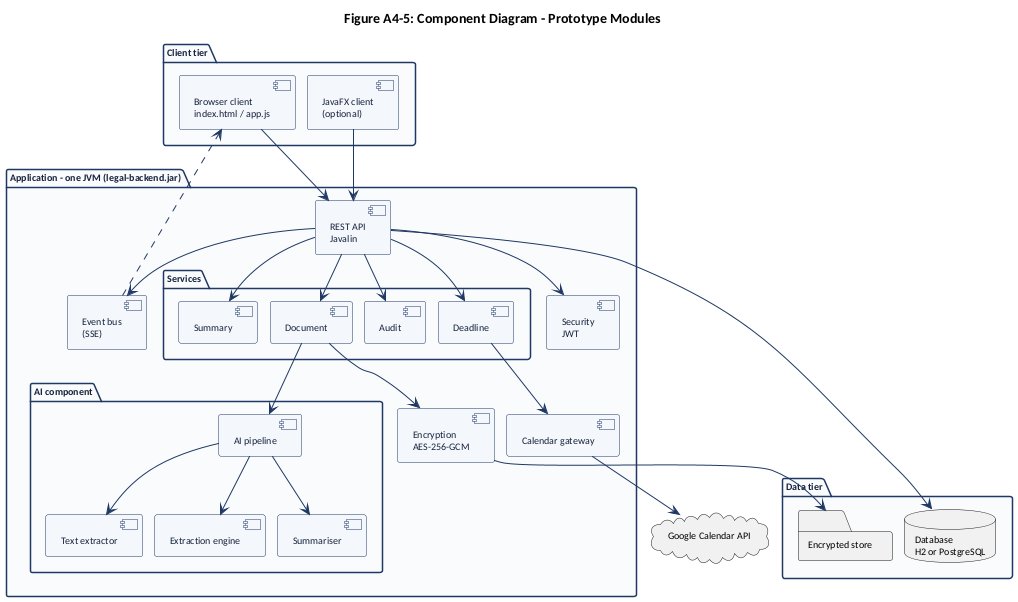 Figure A4-5: Component Diagram - Prototype Modules
Client tier
Browser client
index.html / app.js
JavaFX client
(optional)
Application - one JVM (legal-backend.jar)
REST API
Javalin
Services
Event bus
(SSE)
Summary
Document
Audit
Deadline
Security
JWT
AI component
AI pipeline
Encryption
AES-256-GCM
Calendar gateway
Data tier
Text extractor
Extraction engine
Summariser
Google Calendar API
Encrypted store
Database
H2 or PostgreSQL